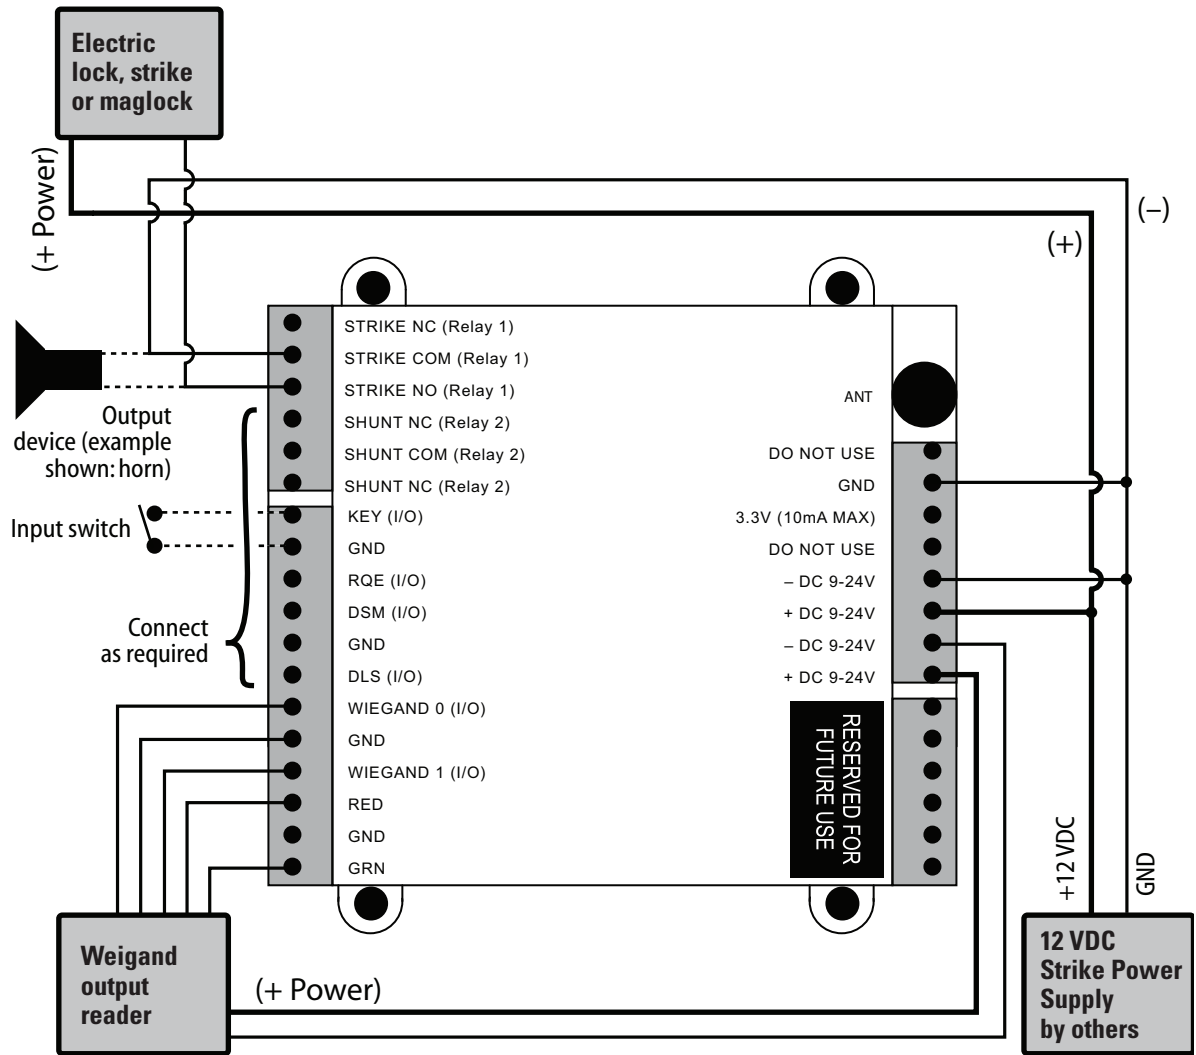 Electric
lock, strike
or maglock
(+ Power)
(–)
(+)
STRIKE NC (Relay 1)
STRIKE COM (Relay 1)
STRIKE NO (Relay 1)
SHUNT NC (Relay 2)
SHUNT COM (Relay 2)
SHUNT NC (Relay 2)
KEY (I/O)
GND
RQE (I/O)
DSM (I/O)
GND
DLS (I/O)
WIEGAND 0 (I/O)
GND
WIEGAND 1 (I/O)
RED
GND
GRN
Output
device (example
shown: horn)
Input switch
Connect
as required
ANT
DO NOT USE
GND
3.3V (10mA MAX)
DO NOT USE
– DC 9-24V
+ DC 9-24V
– DC 9-24V
+ DC 9-24V
RESERVED FOR
FUTURE USE
+12 VDC
GND
Weigand
output
reader
(+ Power)
12 VDC
Strike Power
Supply
by others